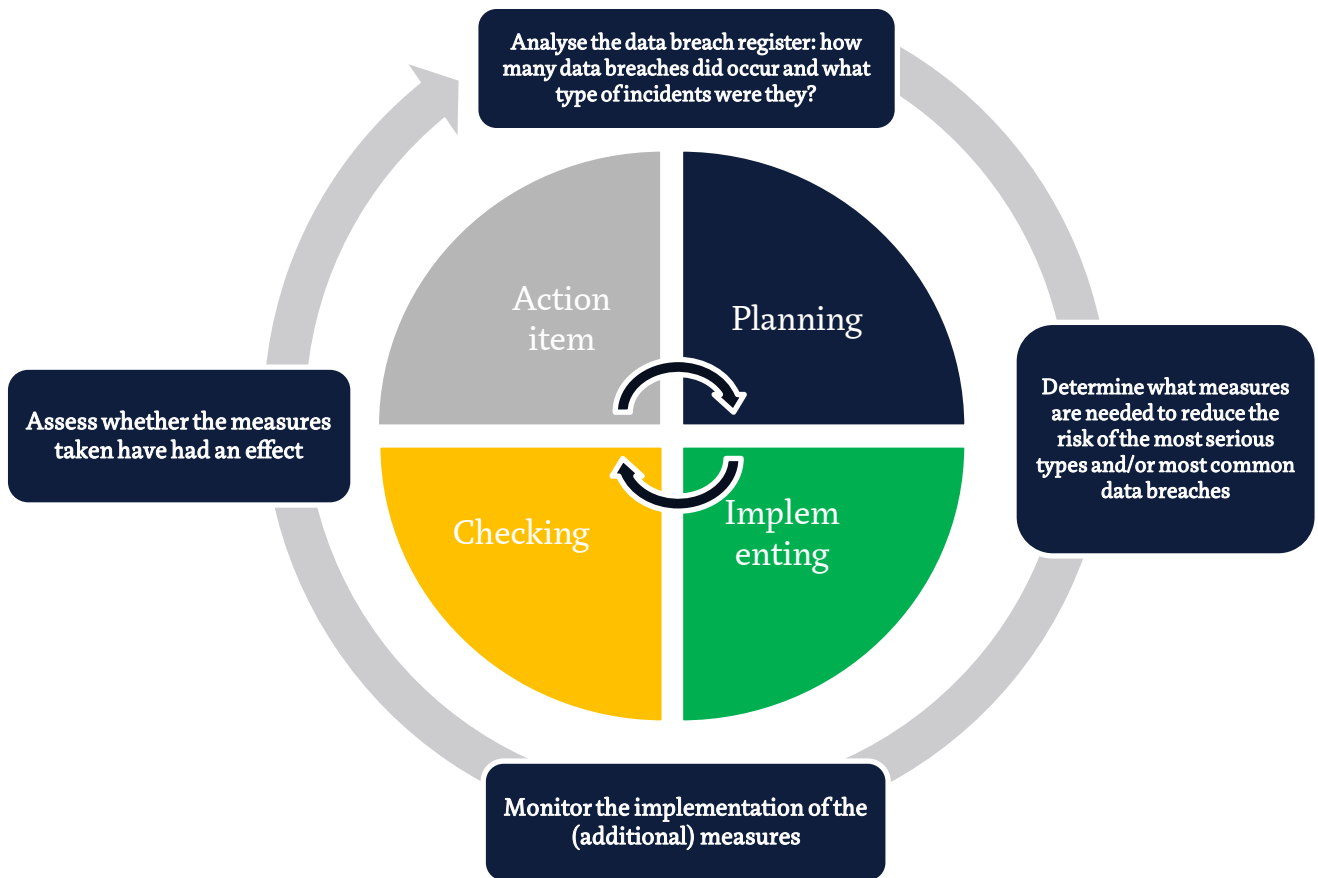 Analyse the data breach register: how
many data breaches did occur and what
type of incidents were they?
Action
item
Planning
Determine what measures
are needed to reduce the
risk of the most serious
types and/or most common
data breaches
Assess whether the measures
taken have had an effect
Checking
Implem
enting
Monitor the implementation of the
(additional) measures